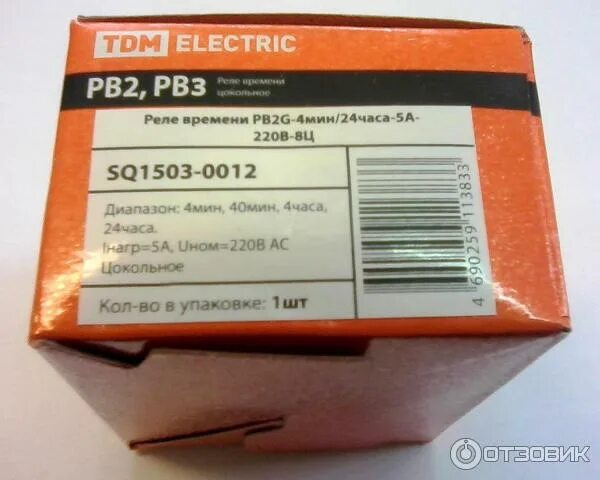 TDM ELECTRIC
РВ2, РВ3 Реле времени
цокольное
Реле времени РВ2G-4мин/24часа-5А-
220В-8Ц
SQ1503-0012
Диапазон: 4мин, 40мин, 4часа,
24часа.
Iнагр=5А, Uном=220В АС
Цокольное
Кол-во в упаковке: 1шт
4 690259 113833
ОТЗОВИК